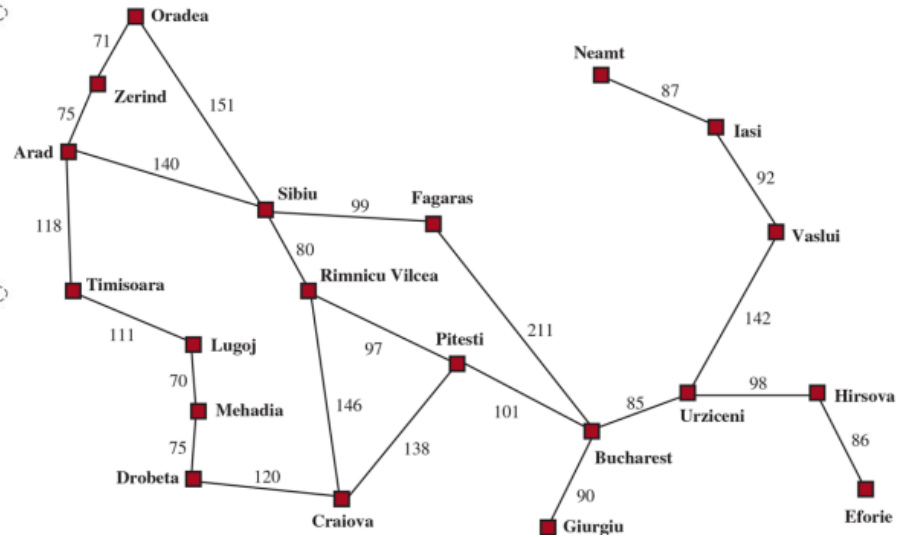 Oradea
71
Neamt
87
Zerind
151
75
Iasi
Arad
140
92
Sibiu
Fagaras
99
118
Vaslui
80
Rimnicu Vilcea
Timisoara
142
211
111
Lugoj
97
Pitesti
70
98
Hirsova
Mehadia
146
101
85
Urziceni
75
138
86
Bucharest
Drobeta
120
90
Craiova
Eforie
Giurgiu